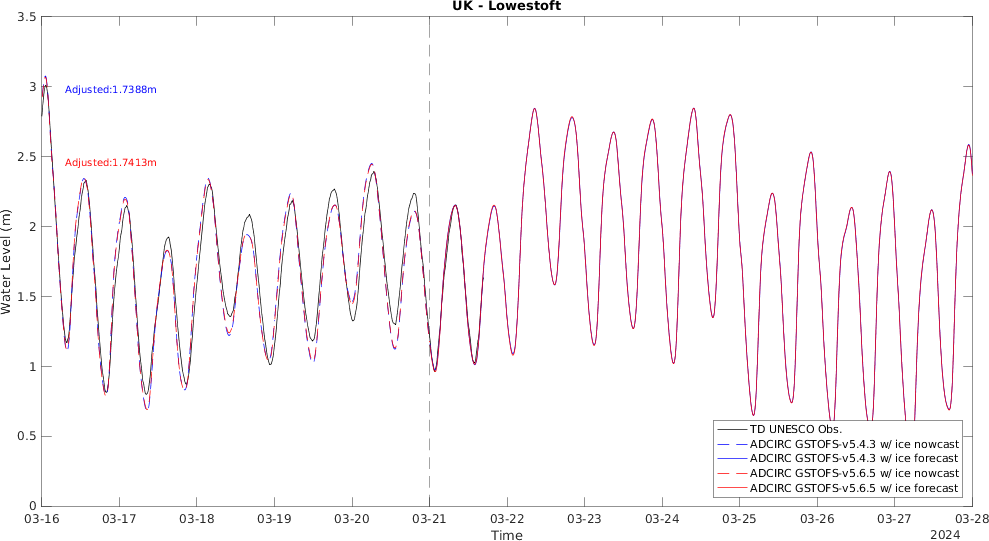 UK - Lowestoft
3.5
3
2.5
2
1.5
1
0.5
0
Water Level (m)
Adjusted:1.7388m
Adjusted:1.7413m
TD UNESCO Obs.
ADCIRC GSTOFS-v5.4.3 w/ ice nowcast
ADCIRC GSTOFS-v5.4.3 w/ ice forecast
ADCIRC GSTOFS-v5.6.5 w/ ice nowcast
ADCIRC GSTOFS-v5.6.5 w/ ice forecast
03-16 03-17 03-18 03-19 03-20 03-21 03-22 03-23 03-24 03-25 03-26 03-27 03-28
Time
2024